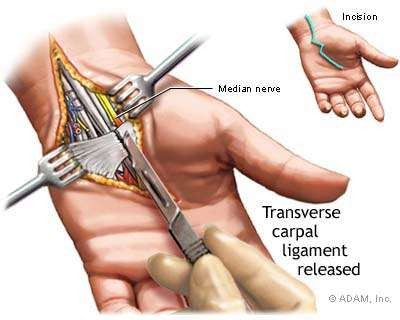 Incision
Median nerve
Transverse
carpal
ligament
released
© ADAM, Inc.